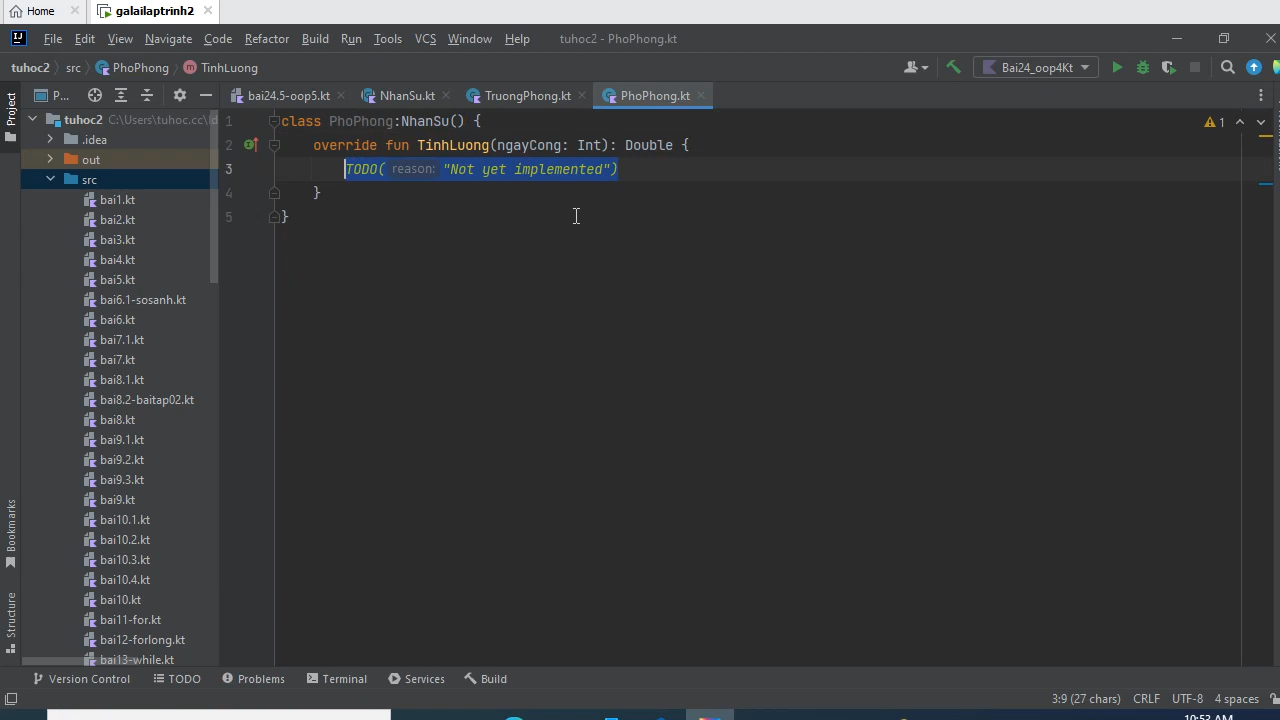 Home
galailaptrinh2
File Edit View Navigate Code Refactor Build Run Tools VCS Window Help tuhoc2 - PhoPhong.kt
tuhoc2 src PhoPhong TinhLuong
Bai24_oop4Kt
Project
P...
bai24.5-oop5.kt NhanSu.kt TruongPhong.kt PhoPhong.kt
tuhoc2 C:\Users\tuhoc.cc\
.idea
out
src
bai1.kt
bai2.kt
bai3.kt
bai4.kt
bai5.kt
bai6.1-sosanh.kt
bai6.kt
bai7.1.kt
bai7.kt
bai8.1.kt
bai8.2-baitap02.kt
bai8.kt
bai9.1.kt
bai9.2.kt
bai9.3.kt
bai9.kt
bai10.1.kt
bai10.2.kt
bai10.3.kt
bai10.4.kt
bai10.kt
bai11-for.kt
bai12-forlong.kt
bai13-while.kt
1 class PhoPhong:NhanSu() {
2 override fun TinhLuong(ngayCong: Int): Double {
3 TODO( reason: "Not yet implemented")
4 }
5 }
1
Bookmarks
Structure
Version Control TODO Problems Terminal Services Build
3:9 (27 chars) CRLF UTF-8 4 spaces